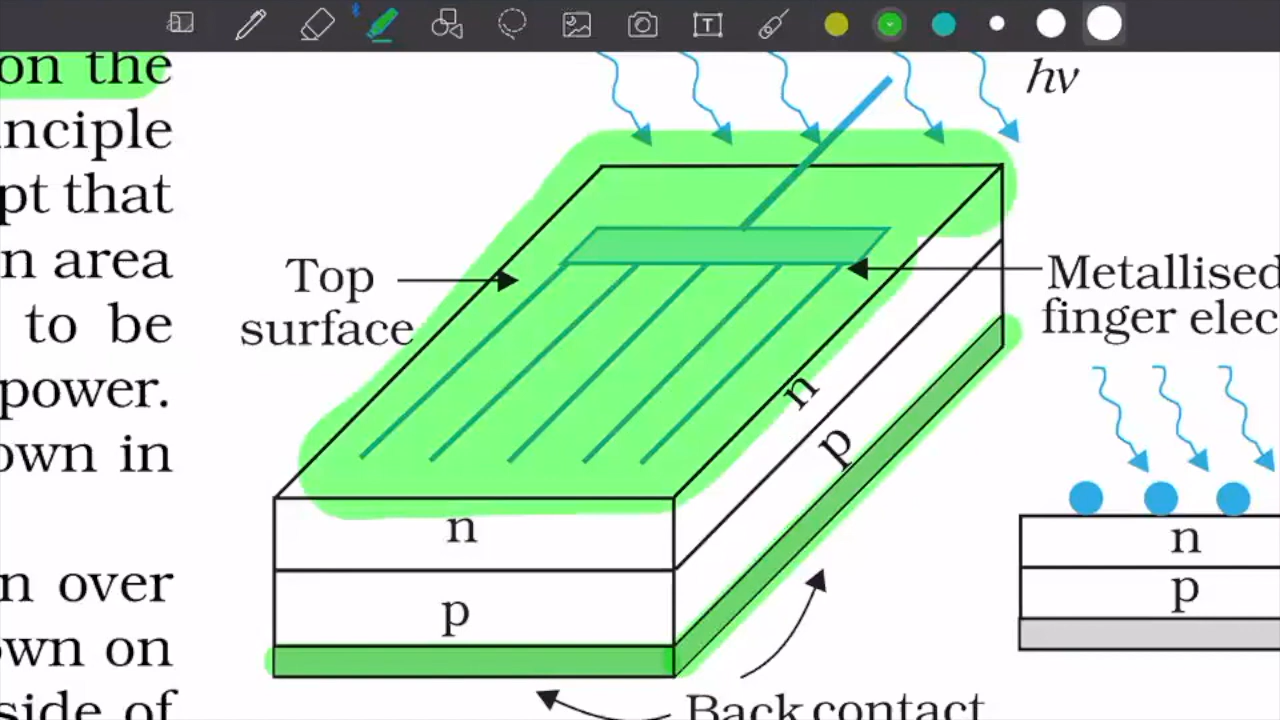 on the
inciple
pt that
n area
to be
power.
own in
n over
own on
side of
hν
Top
surface
Metallised
finger elec
n
p
n
p
Back contact
n
p
T